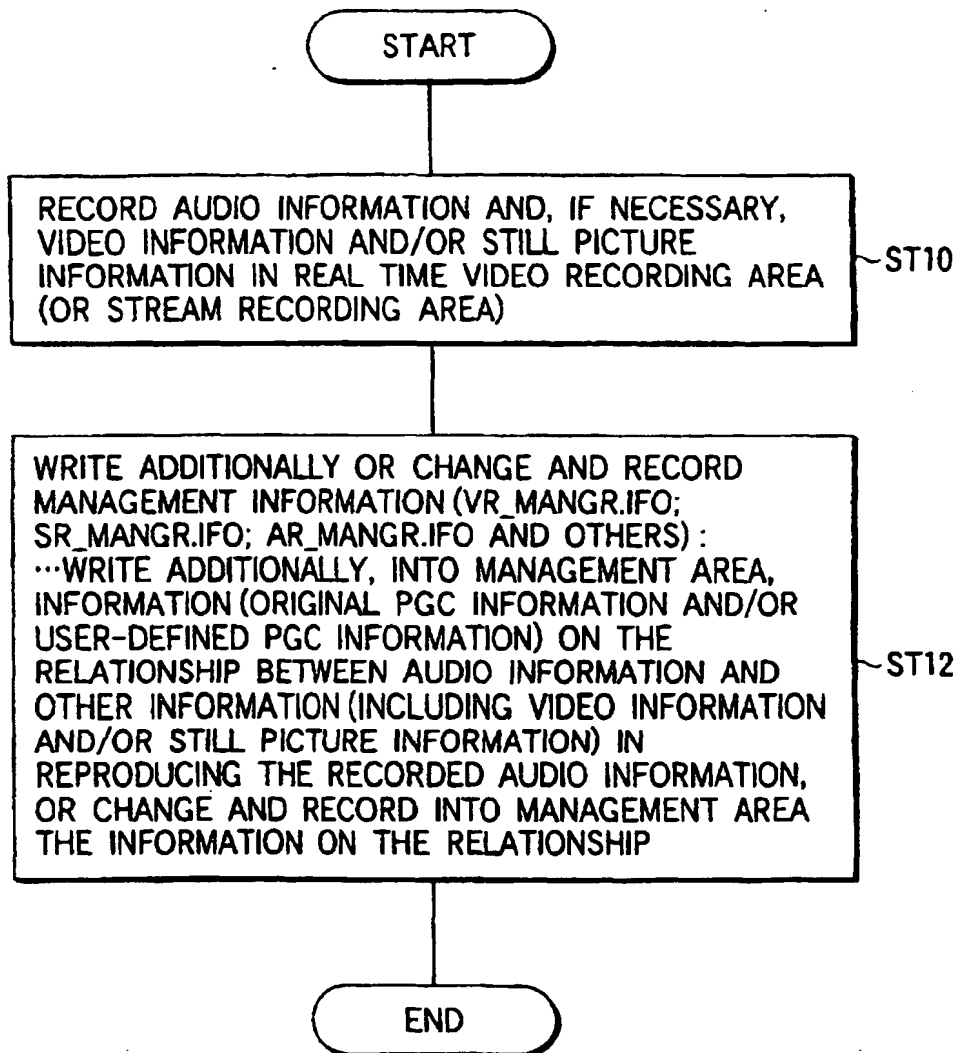 START
RECORD AUDIO INFORMATION AND, IF NECESSARY,
VIDEO INFORMATION AND/OR STILL PICTURE
INFORMATION IN REAL TIME VIDEO RECORDING AREA
(OR STREAM RECORDING AREA)
ST10
WRITE ADDITIONALLY OR CHANGE AND RECORD
MANAGEMENT INFORMATION (VR_MANGR.IFO;
SR_MANGR.IFO; AR_MANGR.IFO AND OTHERS) :
···WRITE ADDITIONALLY, INTO MANAGEMENT AREA,
INFORMATION (ORIGINAL PGC INFORMATION AND/OR
USER-DEFINED PGC INFORMATION) ON THE
RELATIONSHIP BETWEEN AUDIO INFORMATION AND
OTHER INFORMATION (INCLUDING VIDEO INFORMATION
AND/OR STILL PICTURE INFORMATION) IN
REPRODUCING THE RECORDED AUDIO INFORMATION,
OR CHANGE AND RECORD INTO MANAGEMENT AREA
THE INFORMATION ON THE RELATIONSHIP
ST12
END